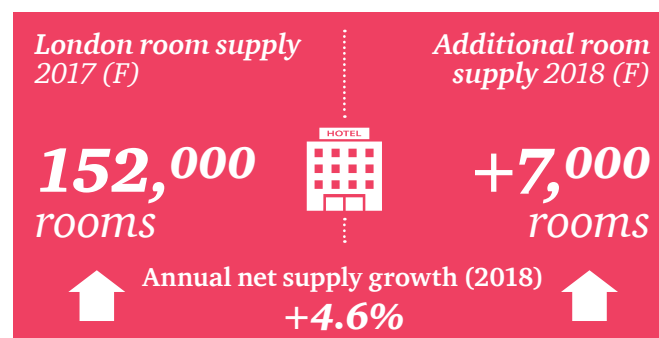 London room supply
2017 (F)
152,000
rooms
HOTEL
Additional room
supply 2018 (F)
+7,000
rooms
Annual net supply growth (2018)
+4.6%